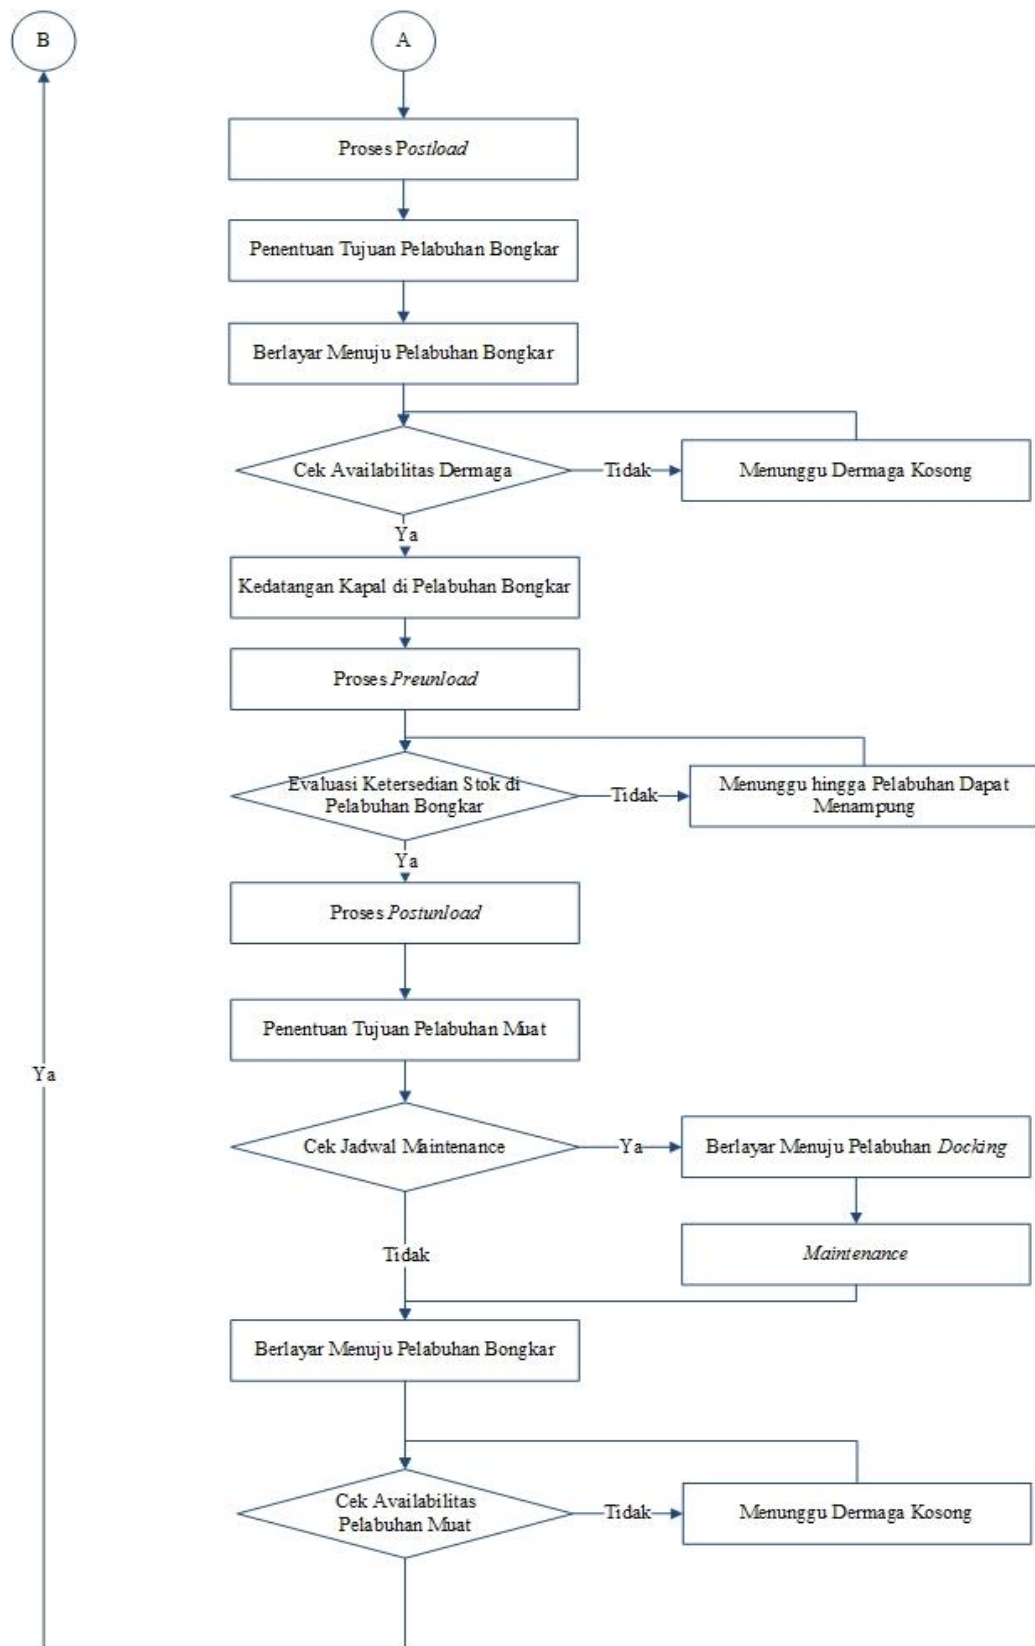 B
A
Proses Postload
Penentuan Tujuan Pelabuhan Bongkar
Berlayar Menuju Pelabuhan Bongkar
Cek Availabilitas Dermaga
Tidak
Menunggu Dermaga Kosong
Ya
Kedatangan Kapal di Pelabuhan Bongkar
Proses Preunload
Evaluasi Ketersedian Stok di
Pelabuhan Bongkar
Tidak
Menunggu hingga Pelabuhan Dapat
Menampung
Ya
Proses Postunload
Penentuan Tujuan Pelabuhan Muat
Ya
Cek Jadwal Maintenance
Ya
Berlayar Menuju Pelabuhan Docking
Tidak
Maintenance
Berlayar Menuju Pelabuhan Bongkar
Cek Availabilitas
Pelabuhan Muat
Tidak
Menunggu Dermaga Kosong